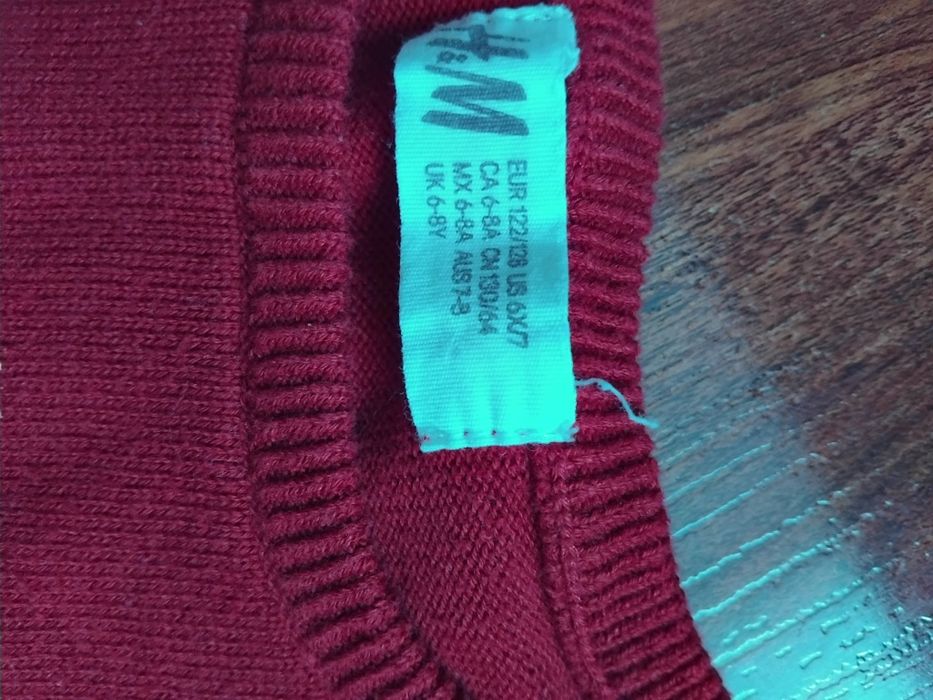 H&M
EUR 122/128 US 6X/7
CA 6-8A CN 130/64
MX 6-8A AUS 7-8
UK 6-8Y